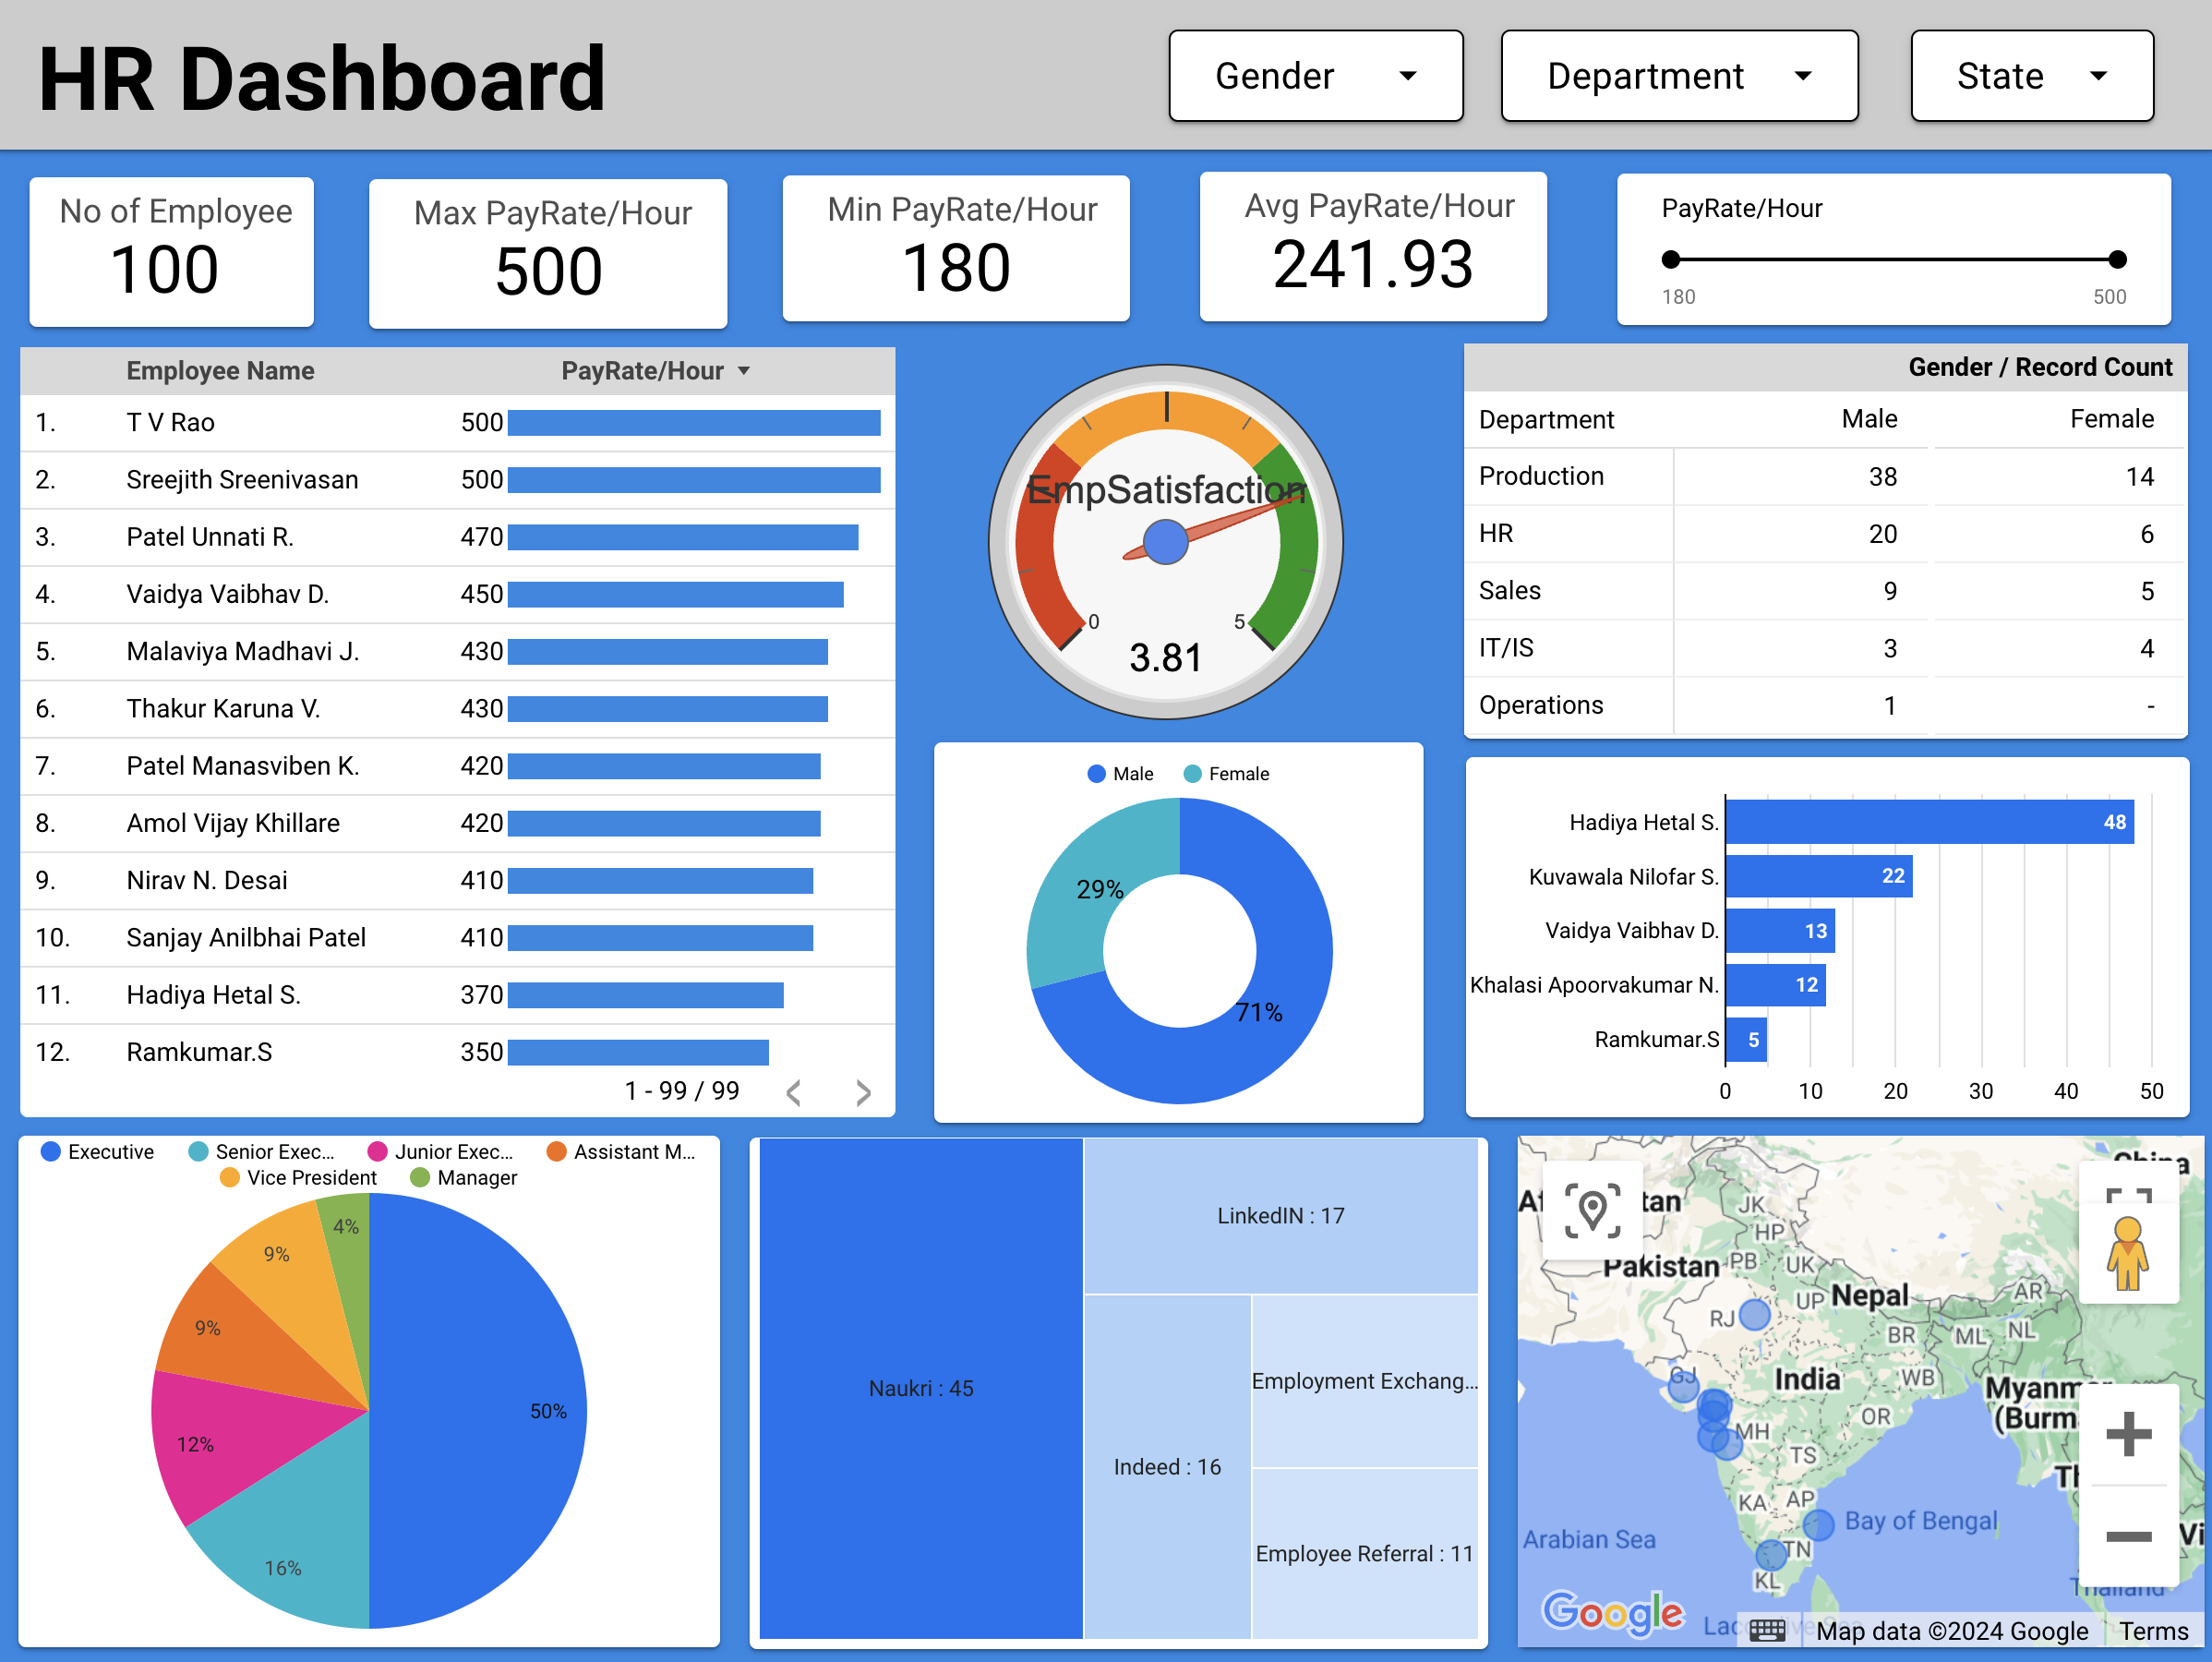 HR Dashboard
Gender
Department
State
No of Employee
100
Max PayRate/Hour
500
Min PayRate/Hour
180
Avg PayRate/Hour
241.93
PayRate/Hour
180 500
Employee Name PayRate/Hour
1. T V Rao 500
2. Sreejith Sreenivasan 500
3. Patel Unnati R. 470
4. Vaidya Vaibhav D. 450
5. Malaviya Madhavi J. 430
6. Thakur Karuna V. 430
7. Patel Manasviben K. 420
8. Amol Vijay Khillare 420
9. Nirav N. Desai 410
10. Sanjay Anilbhai Patel 410
11. Hadiya Hetal S. 370
12. Ramkumar.S 350
1 - 99 / 99
EmpSatisfaction
0 5
3.81
Gender / Record Count
Department Male Female
Production 38 14
HR 20 6
Sales 9 5
IT/IS 3 4
Operations 1 -
Male Female
29%
71%
Hadiya Hetal S. 48
Kuvawala Nilofar S. 22
Vaidya Vaibhav D. 13
Khalasi Apoorvakumar N. 12
Ramkumar.S 5
0 10 20 30 40 50
Executive Senior Exec... Junior Exec... Assistant M...
Vice President Manager
4%
9%
9%
50%
12%
16%
Naukri : 45
LinkedIN : 17
Indeed : 16
Employment Exchang...
Employee Referral : 11
China
JK
HP
Pakistan
PB
UK
RJ
UP
Nepal
AR
BR
ML
NL
GJ
India
WB
OR
MH
TS
KA
AP
Bay of Bengal
Arabian Sea
TN
KL
Thailand
Google
Map data ©2024 Google
Terms